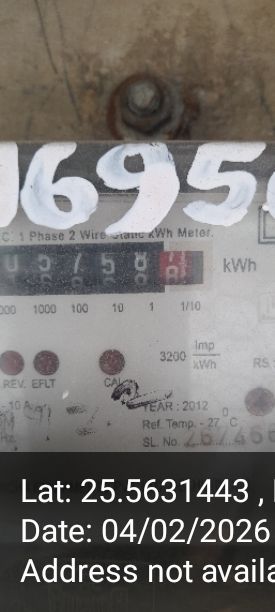 1695
C: 1 Phase 2 Wire Static kWh Meter.
kWh
000 1000 100 10 1 1/10
3200 Imp/kWh
REV. EFLT CAL
RS
YEAR : 2012
Ref. Temp. - 27 °C
SL. No.
Lat: 25.5631443 ,
Date: 04/02/2026
Address not availa